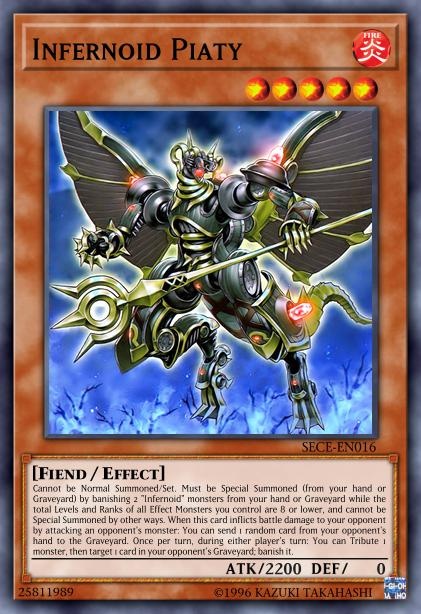 INFERNOID PIATY
FIRE
炎
SECE-EN016
[FIEND / EFFECT]
Cannot be Normal Summoned/Set. Must be Special Summoned (from your hand or
Graveyard) by banishing 2 "Infernoid" monsters from your hand or Graveyard while the
total Levels and Ranks of all Effect Monsters you control are 8 or lower, and cannot be
Special Summoned by other ways. When this card inflicts battle damage to your opponent
by attacking an opponent's monster: You can send 1 random card from your opponent's
hand to the Graveyard. Once per turn, during either player's turn: You can Tribute 1
monster, then target 1 card in your opponent's Graveyard; banish it.
ATK/2200 DEF/ 0
25811989
©1996 KAZUKI TAKAHASHI